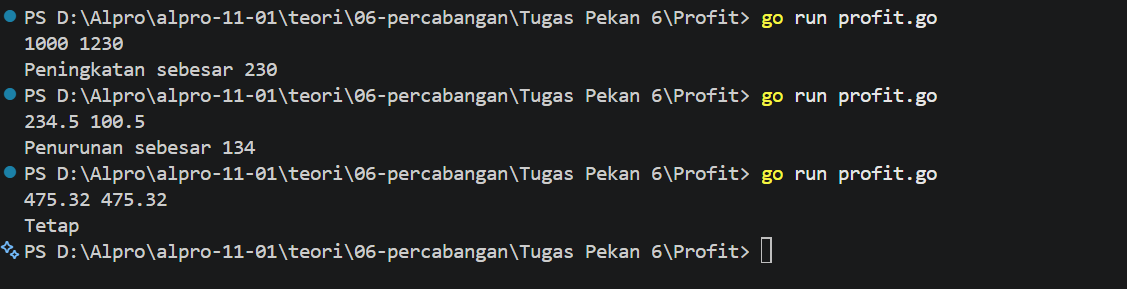 PS D:\Alpro\alpro-11-01\teori\06-percabangan\Tugas Pekan 6\Profit> go run profit.go
1000 1230
Peningkatan sebesar 230
PS D:\Alpro\alpro-11-01\teori\06-percabangan\Tugas Pekan 6\Profit> go run profit.go
234.5 100.5
Penurunan sebesar 134
PS D:\Alpro\alpro-11-01\teori\06-percabangan\Tugas Pekan 6\Profit> go run profit.go
475.32 475.32
Tetap
PS D:\Alpro\alpro-11-01\teori\06-percabangan\Tugas Pekan 6\Profit>